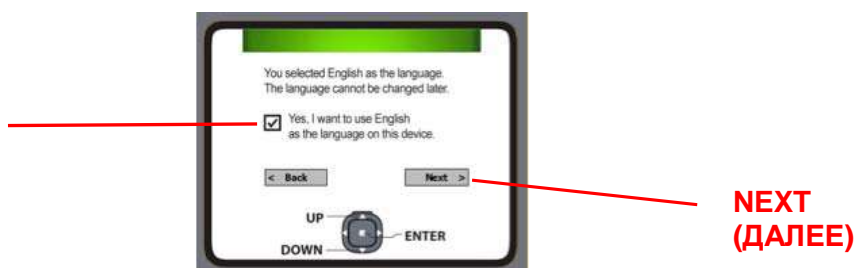 You selected English as the language.
The language cannot be changed later.
Yes, I want to use English
as the language on this device.
< Back
Next >
UP
ENTER
DOWN
NEXT
(ДАЛЕЕ)